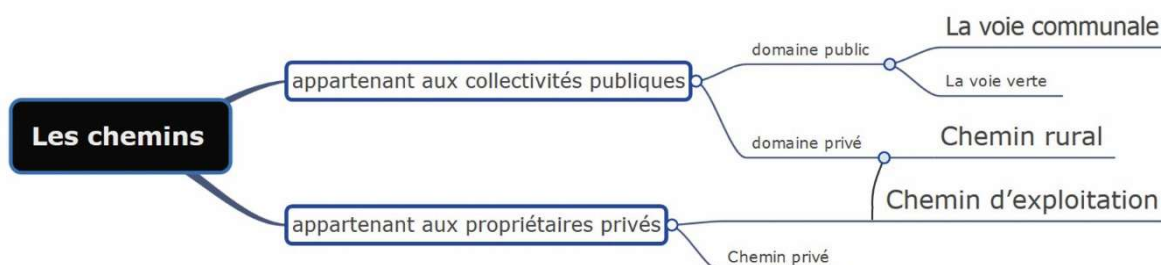 Les chemins
appartenant aux collectivités publiques
domaine public
La voie communale
La voie verte
domaine privé
Chemin rural
appartenant aux propriétaires privés
Chemin d’exploitation
Chemin privé